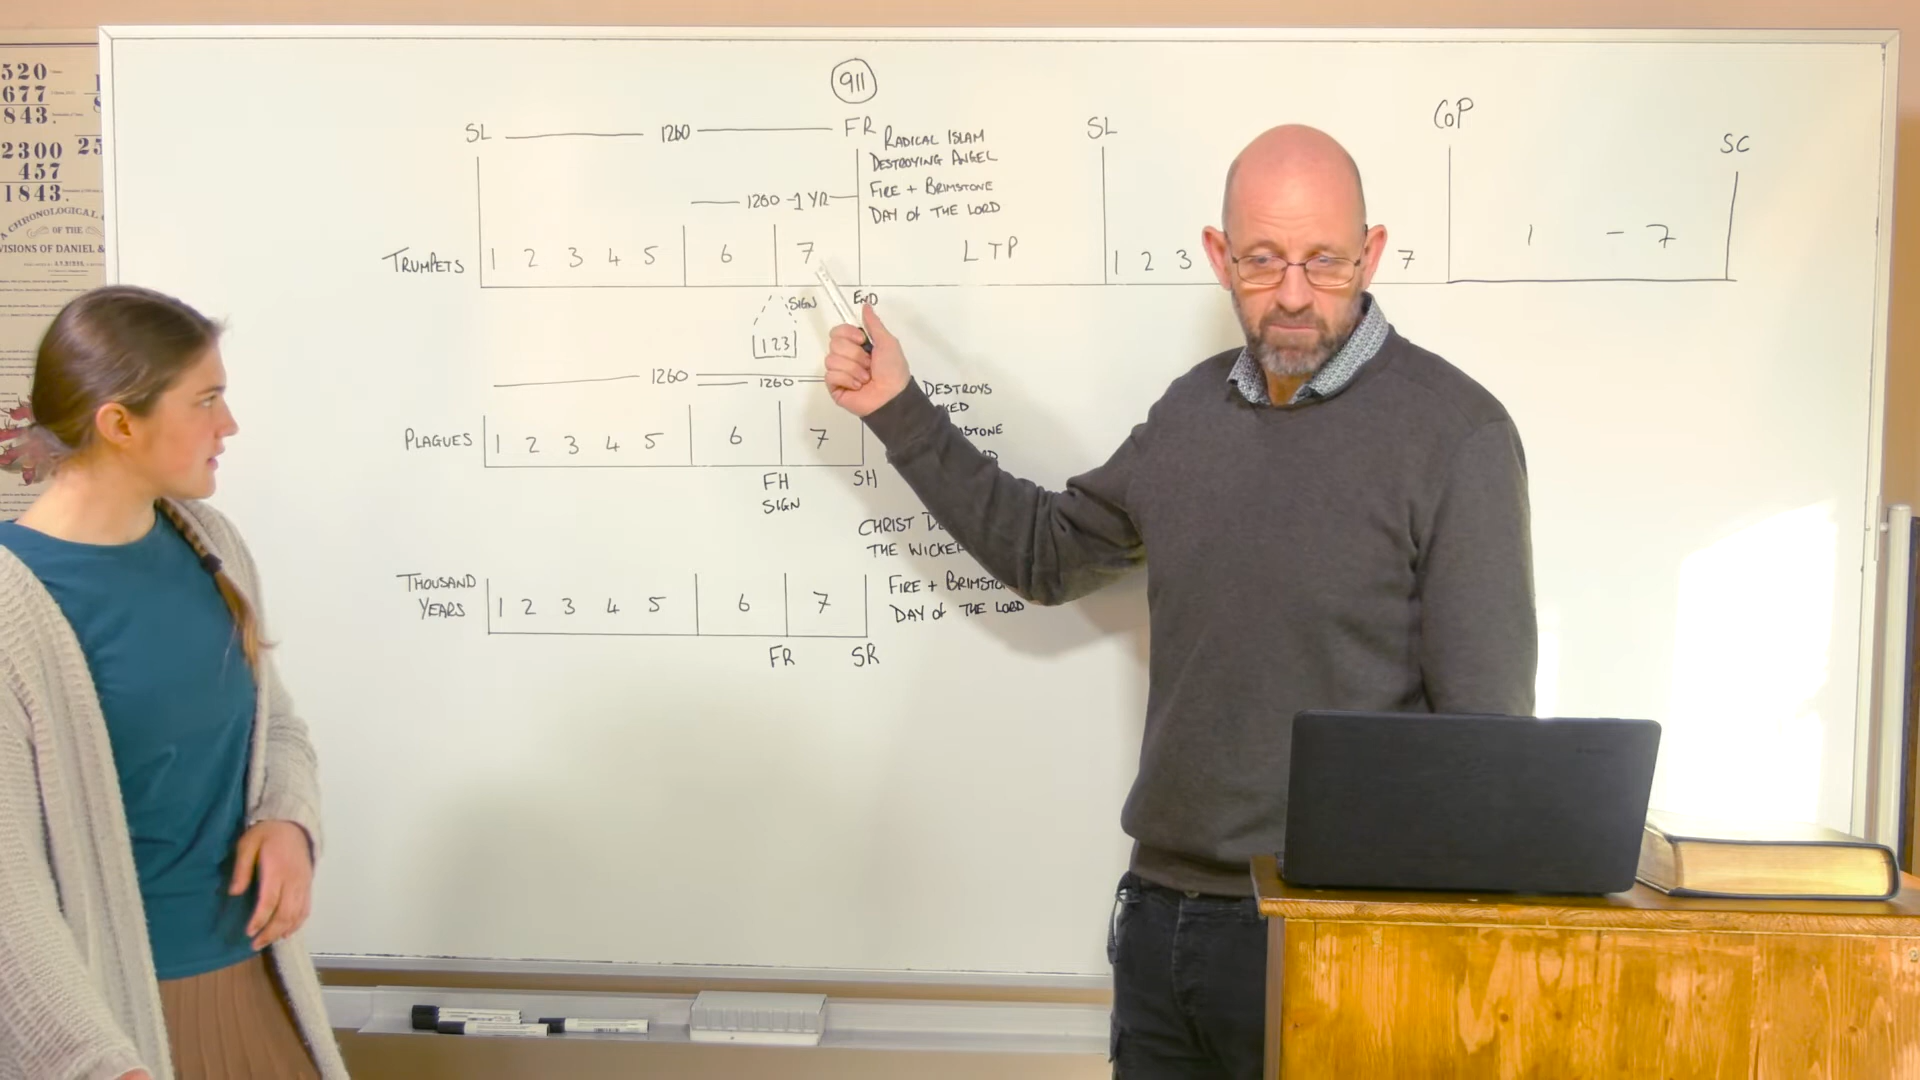 520
677
843.
2300
457
1843.
25
A CHRONOLOGICAL
OF THE
VISIONS OF DANIEL &
911
SL 1260 FR
RADICAL ISLAM
DESTROYING ANGEL
FIRE + BRIMSTONE
DAY of THE LORD
1260 -1 YR
TRUMPETS 1 2 3 4 5 6 7
LTP
SIGN END
123
SL
1 2 3 7
CoP
1 - 7
SC
1260
1260
DESTROYS
PLAGUES 1 2 3 4 5 6 7
FH SH
SIGN
CHRIST
THE
THOUSAND
YEARS
1 2 3 4 5 6 7
FIRE +
DAY of THE LORD
FR SR